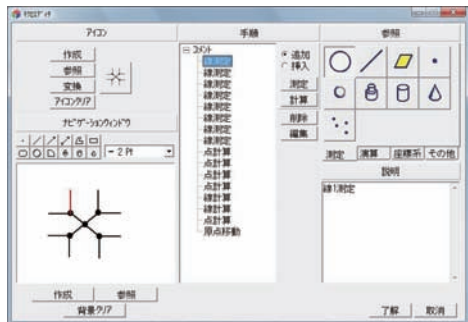 ﾏｸﾛｴﾃﾞｨﾀ
アイコン
作成
参照
変換
アイコンクリア
ナビゲーションウィンドウ
2 Pt
作成
参照
背景クリア
手順
コメント
線測定
線測定
線測定
線測定
線測定
線測定
線測定
線測定
点計算
点計算
点計算
点計算
線計算
線計算
点計算
原点移動
追加
挿入
測定
計算
削除
編集
参照
測定
演算
座標系
その他
説明
線1:測定
了解
取消